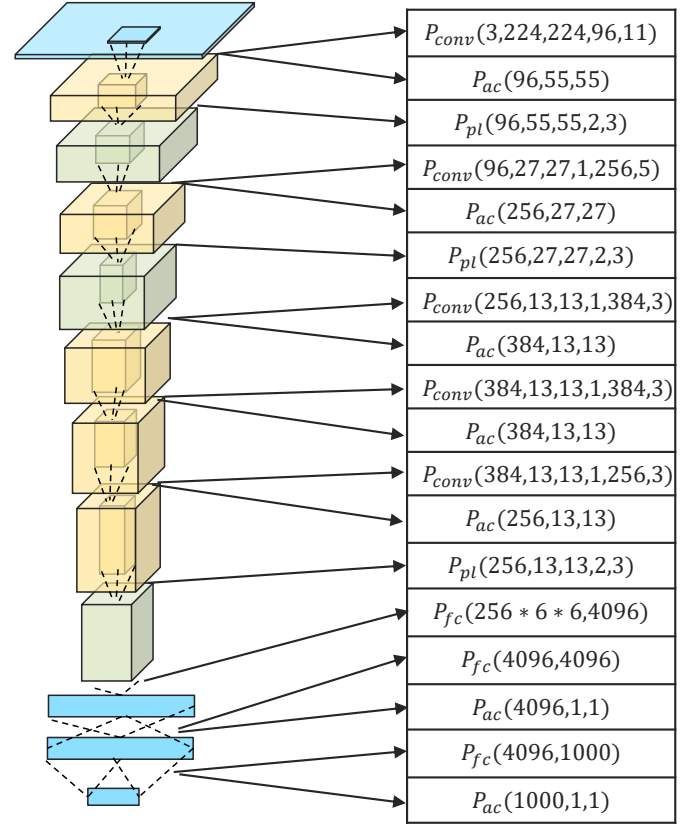 P_conv(3,224,224,96,11)
P_ac(96,55,55)
P_pl(96,55,55,2,3)
P_conv(96,27,27,1,256,5)
P_ac(256,27,27)
P_pl(256,27,27,2,3)
P_conv(256,13,13,1,384,3)
P_ac(384,13,13)
P_conv(384,13,13,1,384,3)
P_ac(384,13,13)
P_conv(384,13,13,1,256,3)
P_ac(256,13,13)
P_pl(256,13,13,2,3)
P_fc(256 * 6 * 6,4096)
P_fc(4096,4096)
P_ac(4096,1,1)
P_fc(4096,1000)
P_ac(1000,1,1)